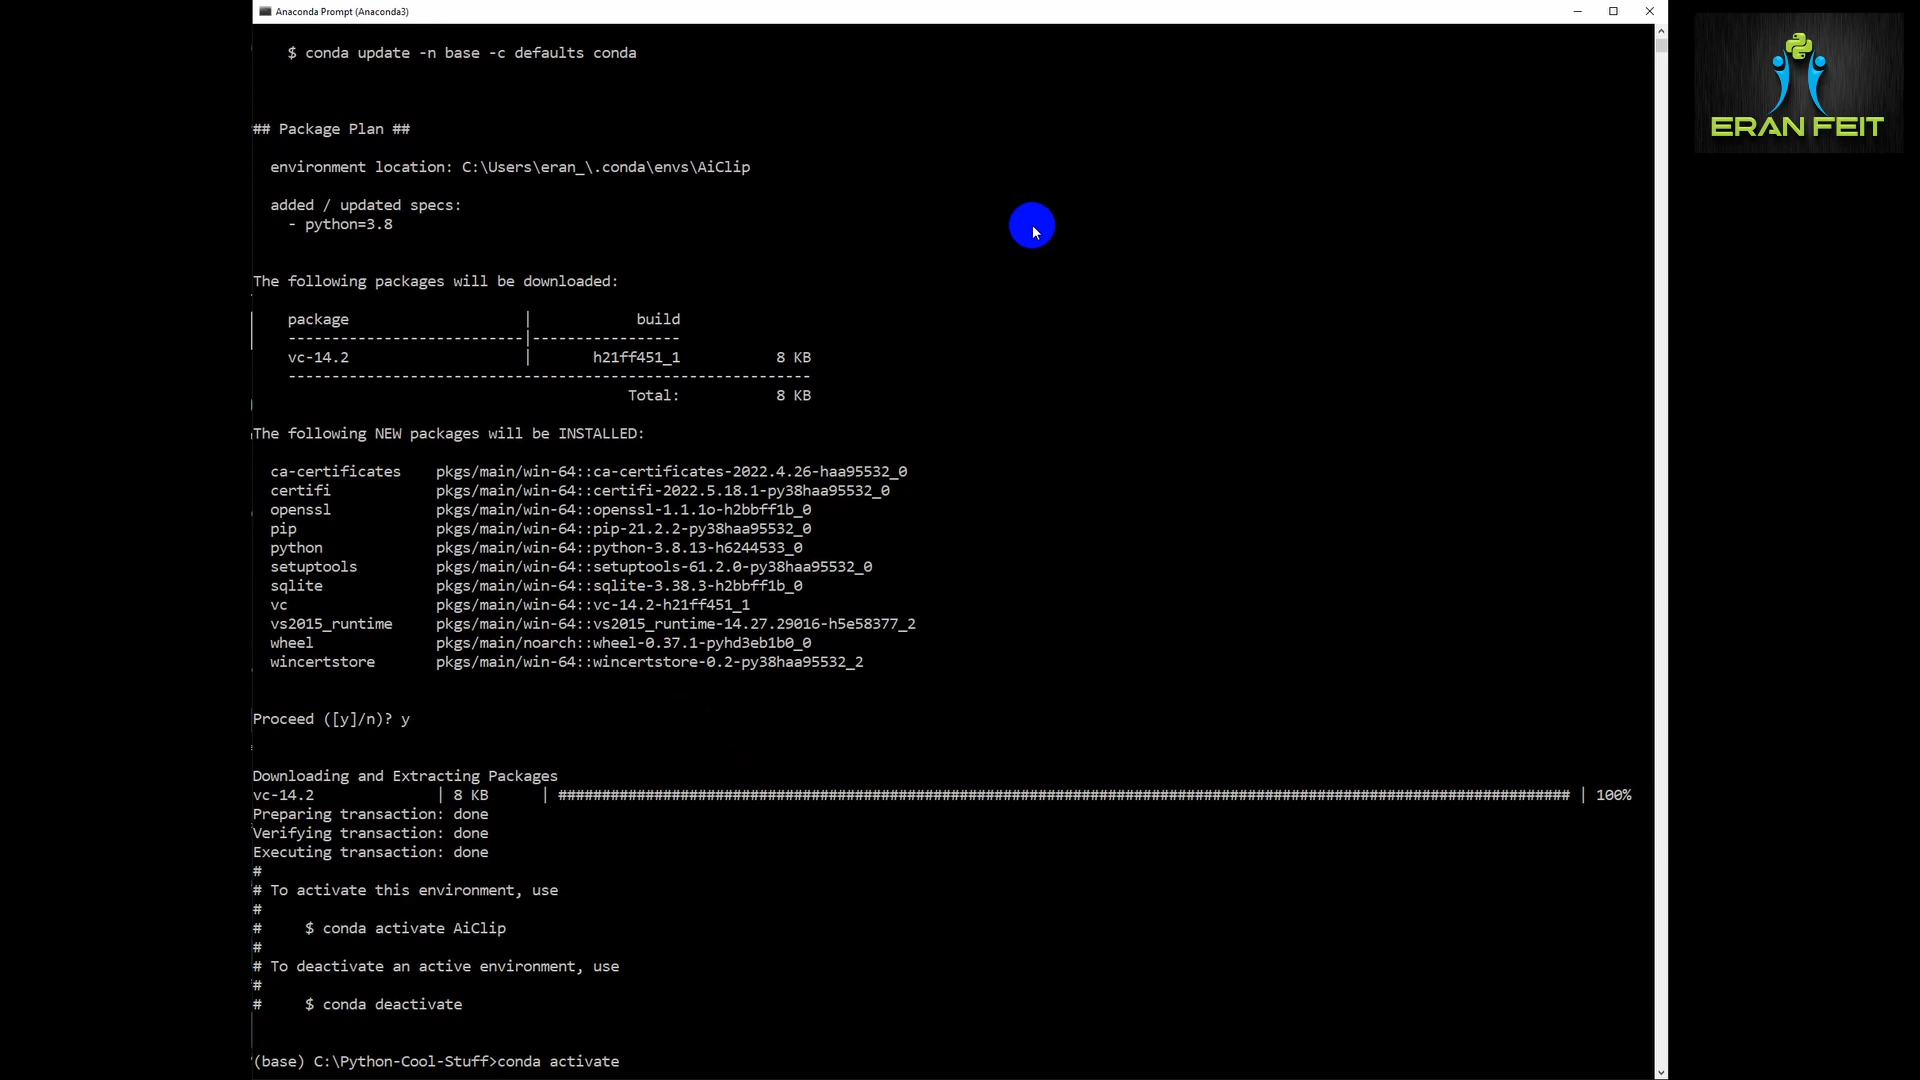 Anaconda Prompt (Anaconda3)
ERAN FEIT
$ conda update -n base -c defaults conda
## Package Plan ##
environment location: C:\Users\eran_\.conda\envs\AiClip
added / updated specs:
- python=3.8
The following packages will be downloaded:
package | build
---------------------------|-----------------
vc-14.2 | h21ff451_1 8 KB
------------------------------------------------------------
Total: 8 KB
The following NEW packages will be INSTALLED:
ca-certificates pkgs/main/win-64::ca-certificates-2022.4.26-haa95532_0
certifi pkgs/main/win-64::certifi-2022.5.18.1-py38haa95532_0
openssl pkgs/main/win-64::openssl-1.1.1o-h2bbff1b_0
pip pkgs/main/win-64::pip-21.2.2-py38haa95532_0
python pkgs/main/win-64::python-3.8.13-h6244533_0
setuptools pkgs/main/win-64::setuptools-61.2.0-py38haa95532_0
sqlite pkgs/main/win-64::sqlite-3.38.3-h2bbff1b_0
vc pkgs/main/win-64::vc-14.2-h21ff451_1
vs2015_runtime pkgs/main/win-64::vs2015_runtime-14.27.29016-h5e58377_2
wheel pkgs/main/noarch::wheel-0.37.1-pyhd3eb1b0_0
wincertstore pkgs/main/win-64::wincertstore-0.2-py38haa95532_2
Proceed ([y]/n)? y
Downloading and Extracting Packages
vc-14.2 | 8 KB | #################################################################################################################### | 100%
Preparing transaction: done
Verifying transaction: done
Executing transaction: done
#
# To activate this environment, use
#
# $ conda activate AiClip
#
# To deactivate an active environment, use
#
# $ conda deactivate
(base) C:\Python-Cool-Stuff>conda activate